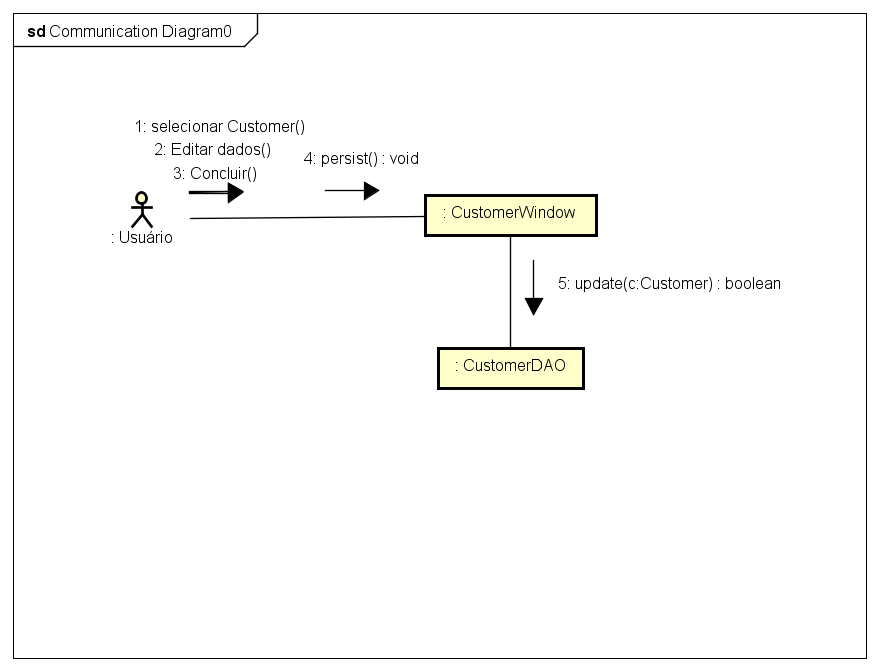 sd Communication Diagram0
1: selecionar Customer()
2: Editar dados()
3: Concluir()
4: persist() : void
: Usuário
: CustomerWindow
5: update(c:Customer) : boolean
: CustomerDAO